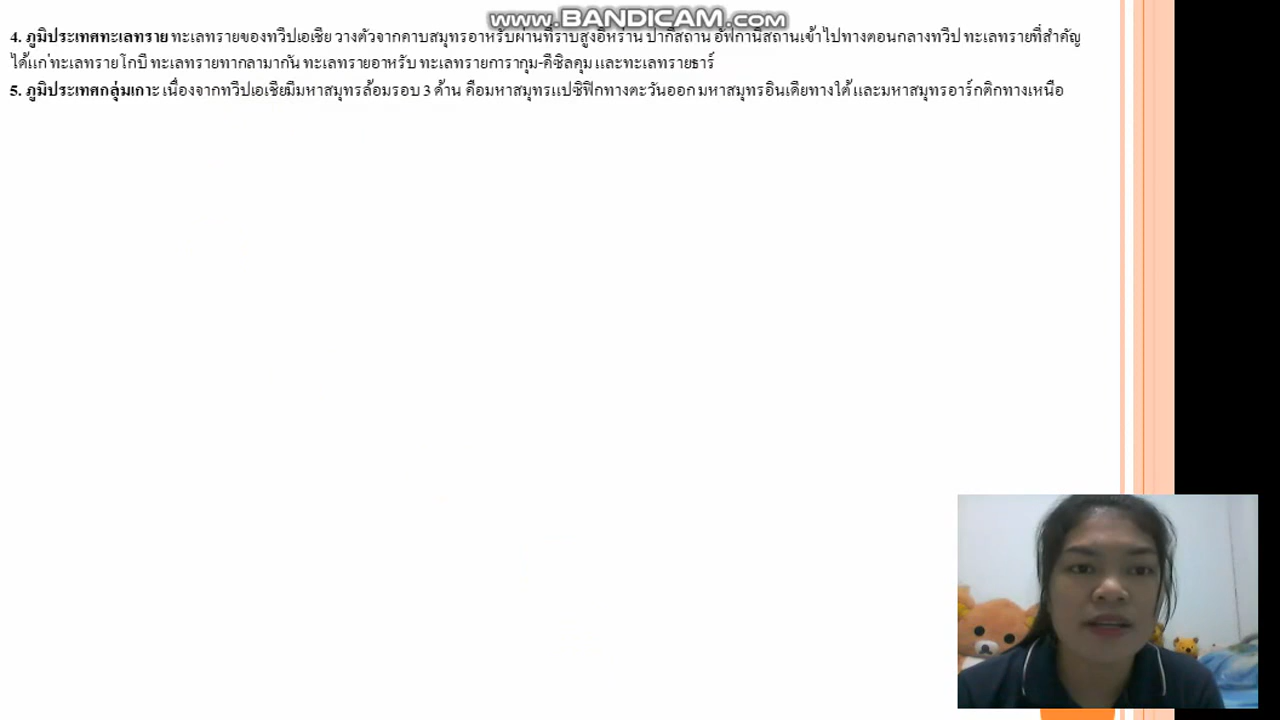 www.BANDICAM.com
4. ภูมิประเทศทะเลทราย ทะเลทรายของทวีปเอเชีย วางตัวจากคาบสมุทรอาหรับผ่านที่ราบสูงอิหร่าน ปากีสถาน อัฟกานิสถานเข้าไปทางตอนกลางทวีป ทะเลทรายที่สำคัญ
ได้แก่ทะเลทรายโกบี ทะเลทรายทากลามากัน ทะเลทรายอาหรับ ทะเลทรายการากุม-คีซิลคุม และทะเลทรายธาร์
5. ภูมิประเทศกลุ่มเกาะ เนื่องจากทวีปเอเชียมีมหาสมุทรล้อมรอบ 3 ด้าน คือมหาสมุทรแปซิฟิกทางตะวันออก มหาสมุทรอินเดียทางใต้ และมหาสมุทรอาร์กติกทางเหนือ